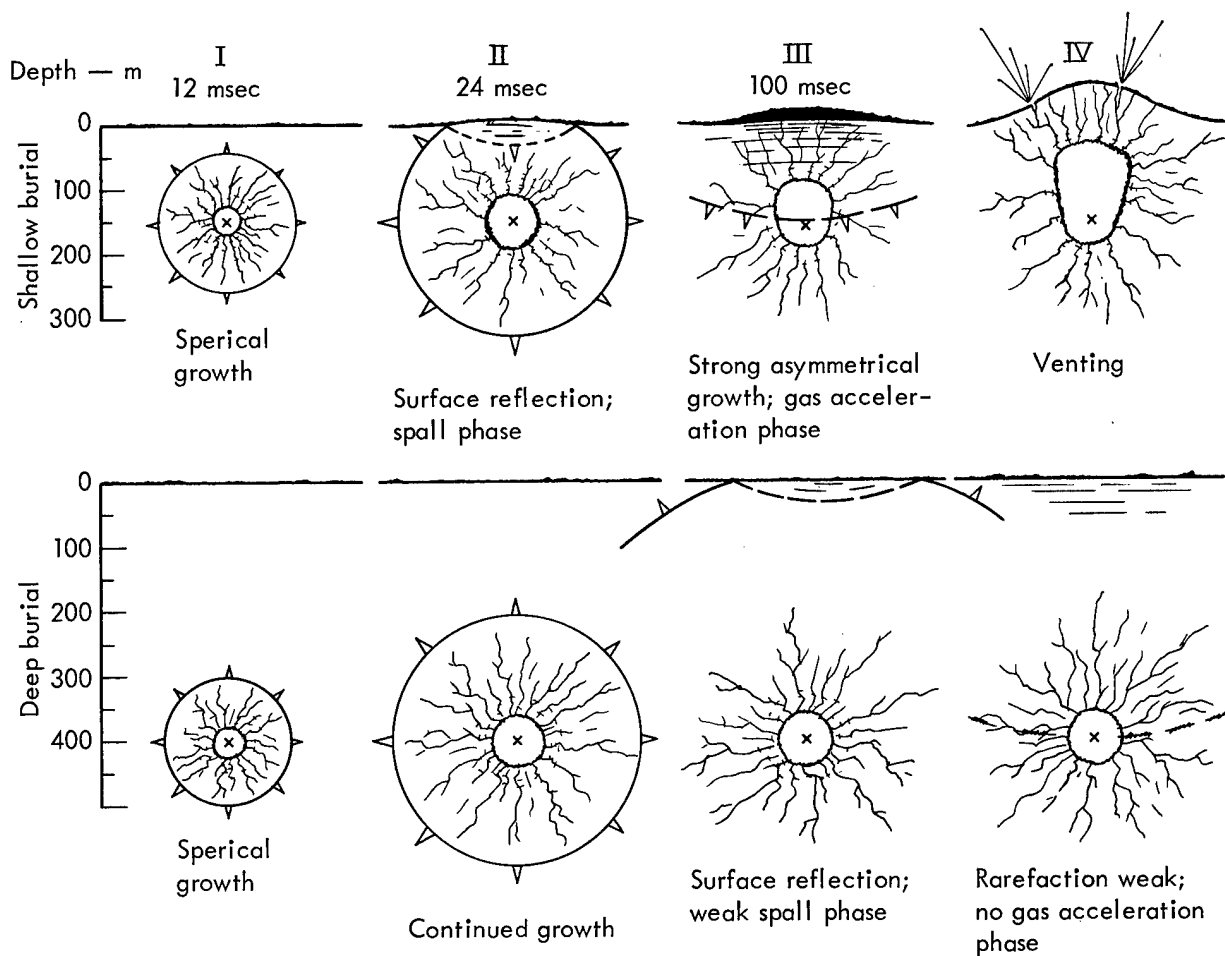 I
II
III
IV
Depth — m
12 msec
24 msec
100 msec
Shallow burial
0
100
200
300
Sperical
growth
Surface reflection;
spall phase
Strong asymmetrical
growth; gas acceler-
ation phase
Venting
Deep burial
0
100
200
300
400
Sperical
growth
Continued growth
Surface reflection;
weak spall phase
Rarefaction weak;
no gas acceleration
phase